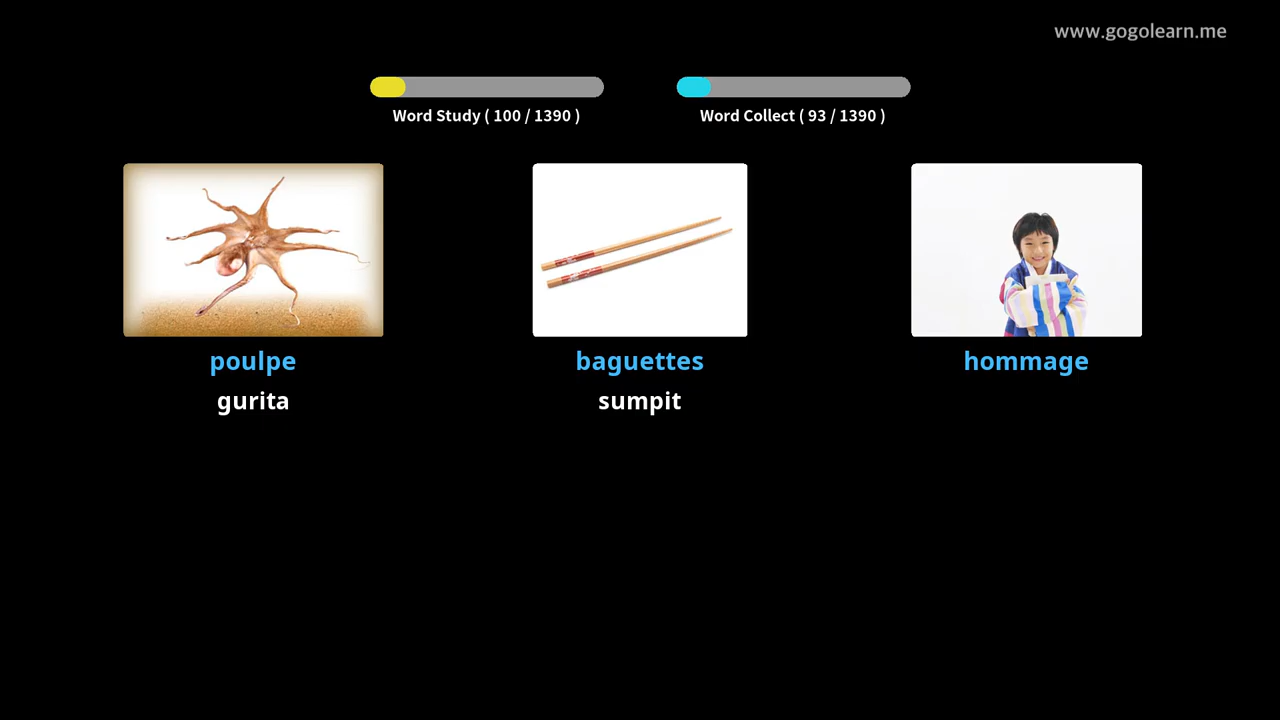 www.gogolearn.me
Word Study ( 100 / 1390 )
Word Collect ( 93 / 1390 )
poulpe
baguettes
hommage
gurita
sumpit